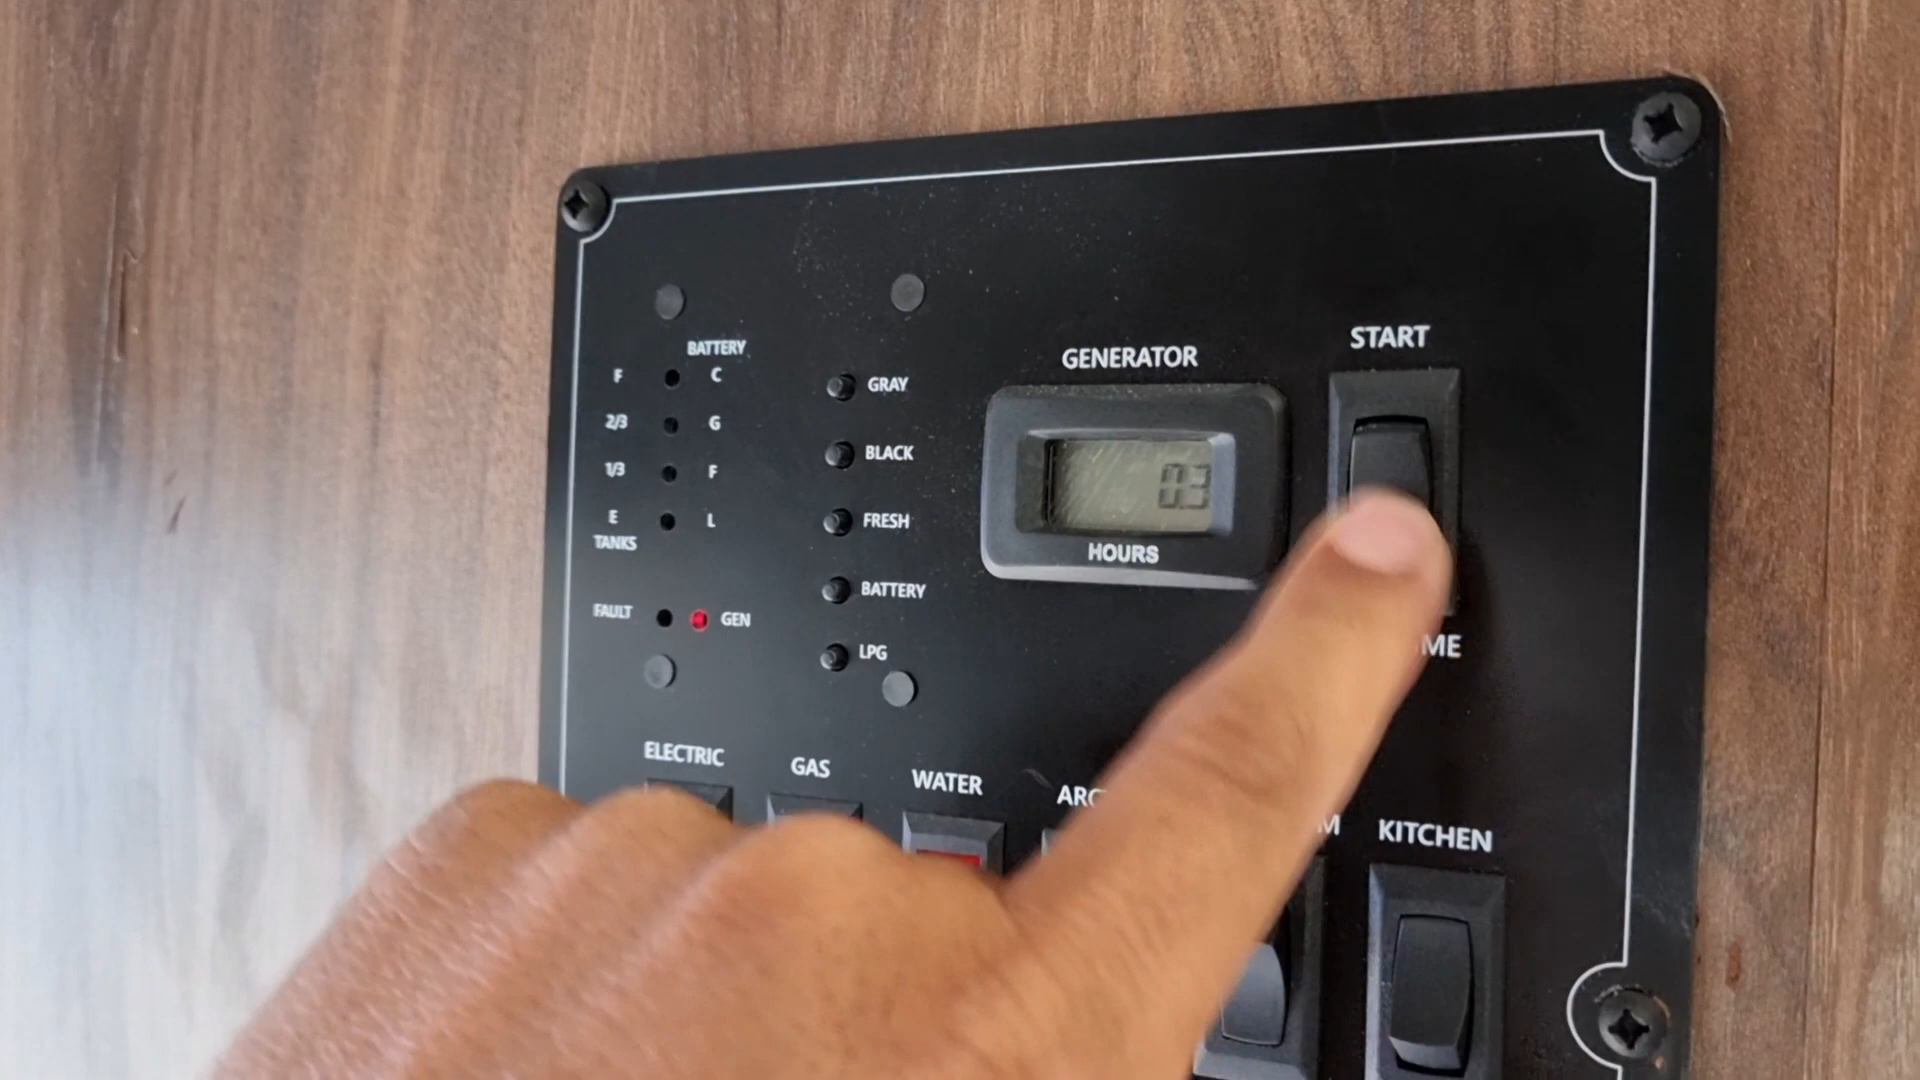 START
GENERATOR
BATTERY
F C GRAY
2/3 G BLACK
1/3 F
E L FRESH
TANKS
03
HOURS
BATTERY
FAULT GEN
ME
LPG
ELECTRIC GAS WATER
KITCHEN